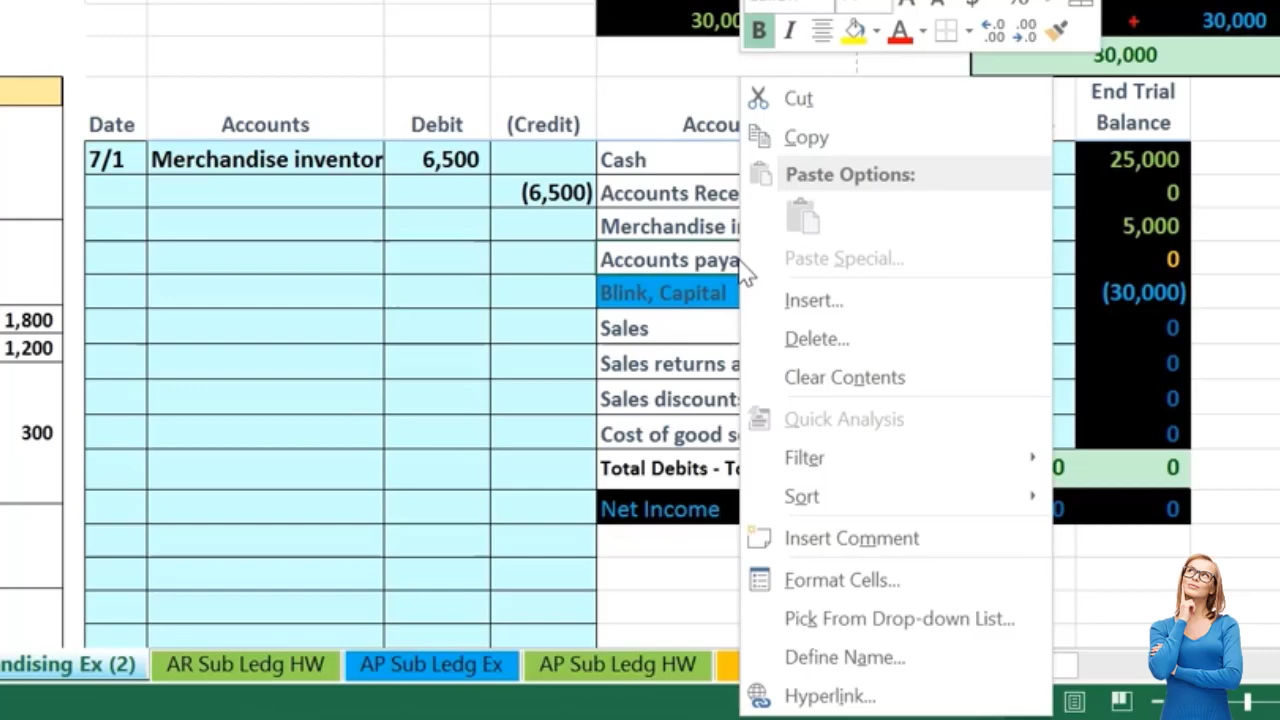 30,00
B I A .00 .00
+ 30,000
30,000
End Trial
Balance
Date Accounts Debit (Credit) Accou
7/1 Merchandise inventor 6,500 Cash 25,000
(6,500) Accounts Rece 0
Merchandise i 5,000
Accounts paya 0
Blink, Capital (30,000)
Sales 0
Sales returns a 0
Sales discount 0
Cost of good s 0
Total Debits - To 0 0
Net Income 0 0
1,800
1,200
300
Cut
Copy
Paste Options:
Paste Special...
Insert...
Delete...
Clear Contents
Quick Analysis
Filter
Sort
Insert Comment
Format Cells...
Pick From Drop-down List...
Define Name...
Hyperlink...
ndising Ex (2) AR Sub Ledg HW AP Sub Ledg Ex AP Sub Ledg HW